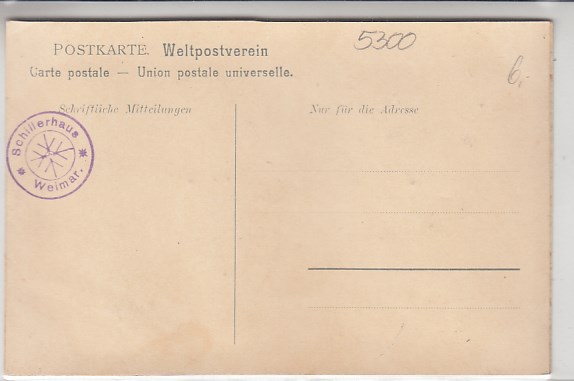 5300
POSTKARTE. Weltpostverein
Carte postale — Union postale universelle.
6.-
Schriftliche Mitteilungen
Nur für die Adresse
Schillerhaus
Weimar.